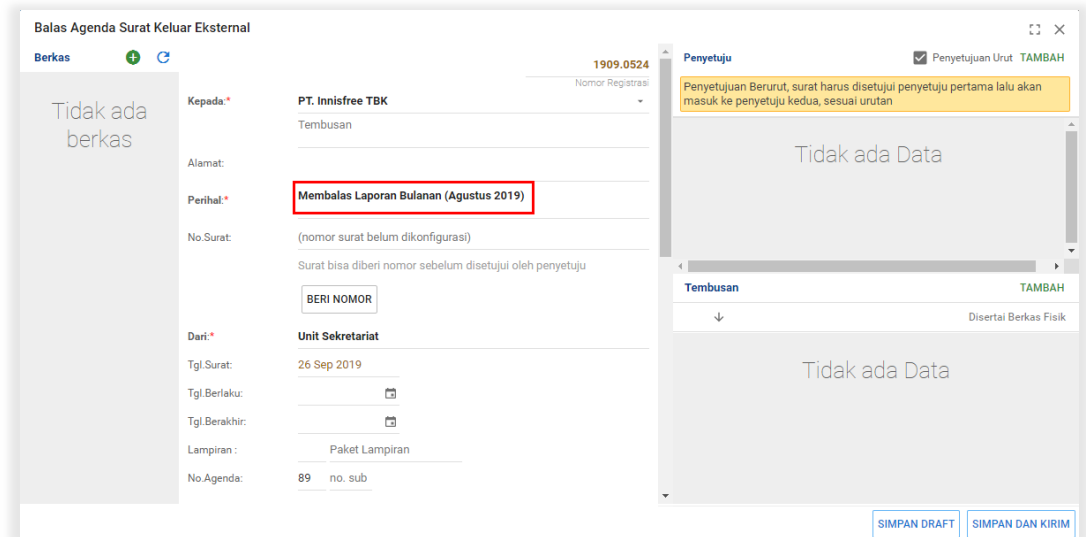 Balas Agenda Surat Keluar Eksternal
Berkas
Tidak ada
berkas
1909.0524
Nomor Registrasi
Kepada:*
PT. Innisfree TBK
Tembusan
Alamat:
Perihal:*
Membalas Laporan Bulanan (Agustus 2019)
No.Surat:
(nomor surat belum dikonfigurasi)
Surat bisa diberi nomor sebelum disetujui oleh penyetuju
BERI NOMOR
Dari:*
Unit Sekretariat
Tgl.Surat:
26 Sep 2019
Tgl.Berlaku:
Tgl.Berakhir:
Lampiran :
Paket Lampiran
No.Agenda:
89 no. sub
Penyetuju
Penyetujuan Urut TAMBAH
Penyetujuan Berurut, surat harus disetujui penyetuju pertama lalu akan
masuk ke penyetuju kedua, sesuai urutan
Tidak ada Data
Tembusan
TAMBAH
Disertai Berkas Fisik
Tidak ada Data
SIMPAN DRAFT
SIMPAN DAN KIRIM